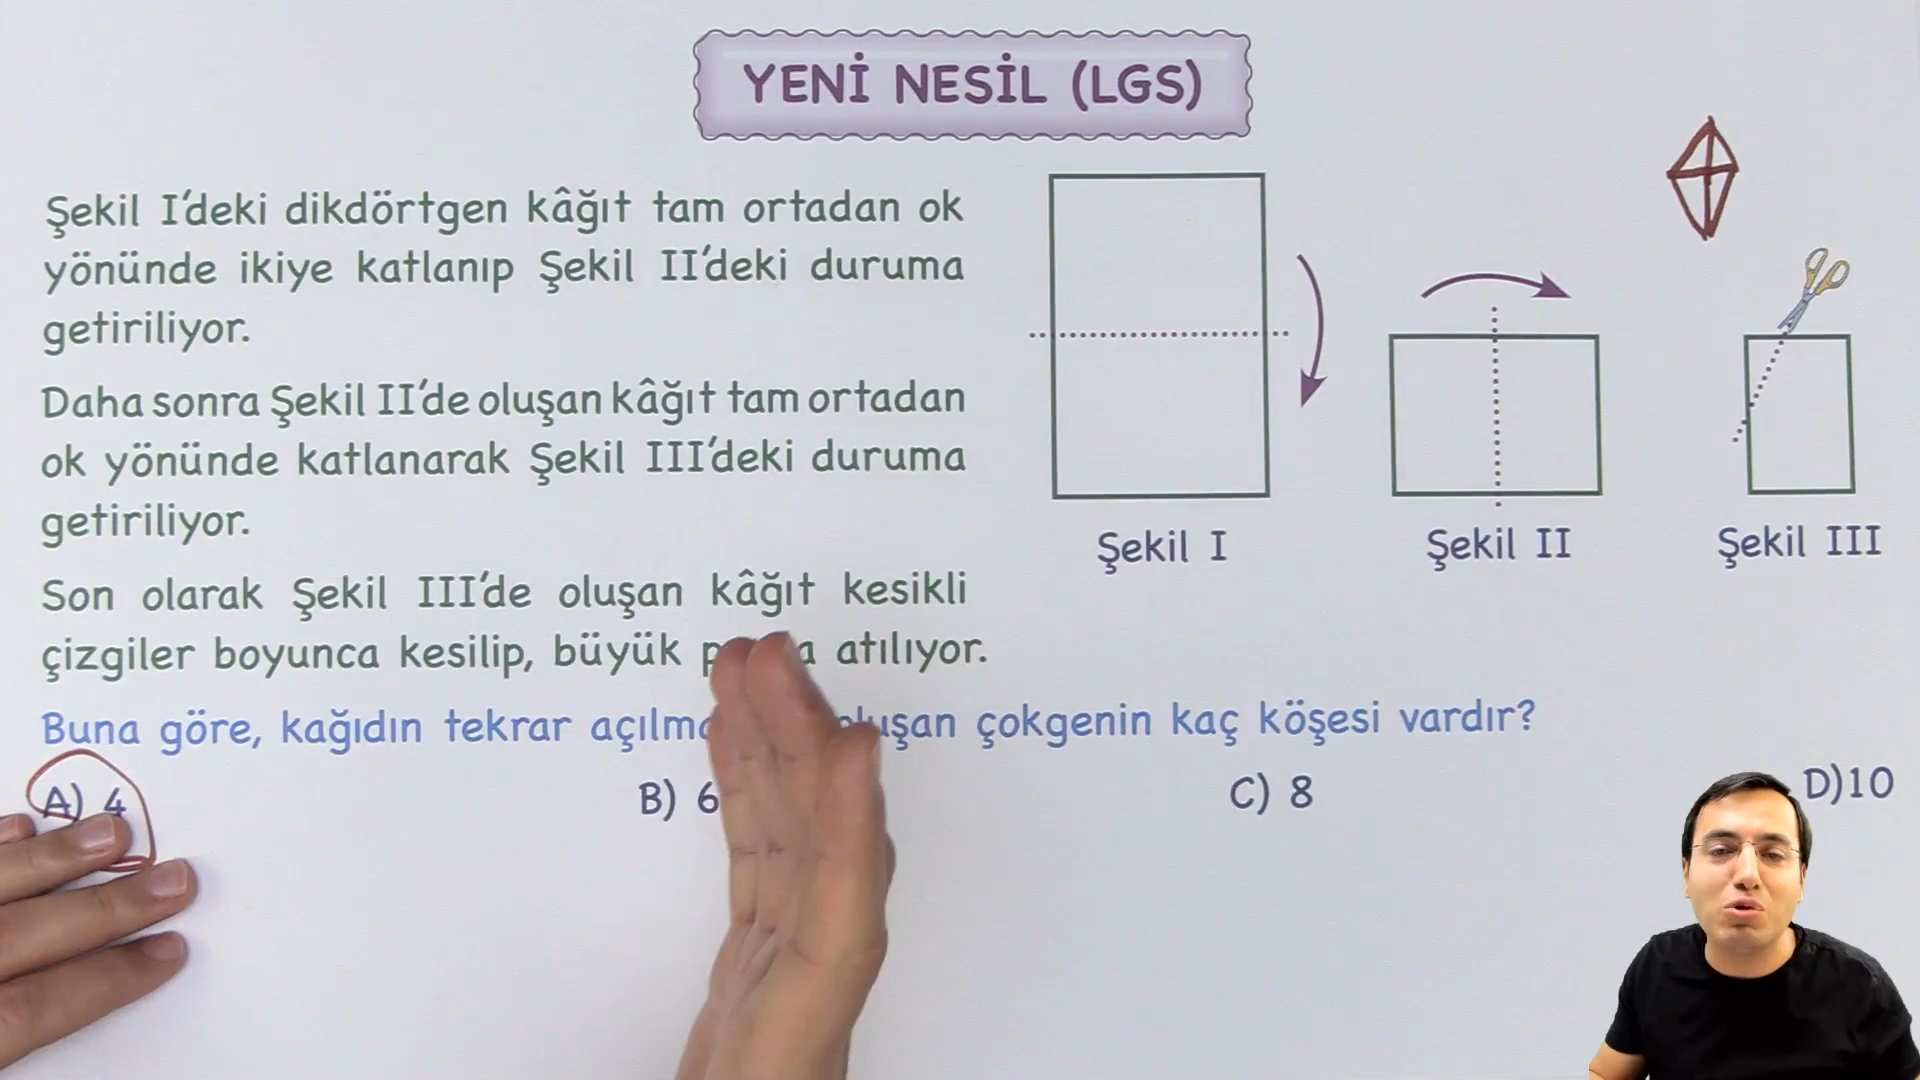 YENİ NESİL (LGS)
Şekil I'deki dikdörtgen kâğıt tam ortadan ok
yönünde ikiye katlanıp Şekil II'deki duruma
getiriliyor.
Daha sonra Şekil II'de oluşan kâğıt tam ortadan
ok yönünde katlanarak Şekil III'deki duruma
getiriliyor.
Son olarak Şekil III'de oluşan kâğıt kesikli
çizgiler boyunca kesilip, büyük atılıyor.
Buna göre, kağıdın tekrar çokgenin kaç köşesi vardır?
A) 4
B) 6
C) 8
D)10
Şekil I
Şekil II
Şekil III